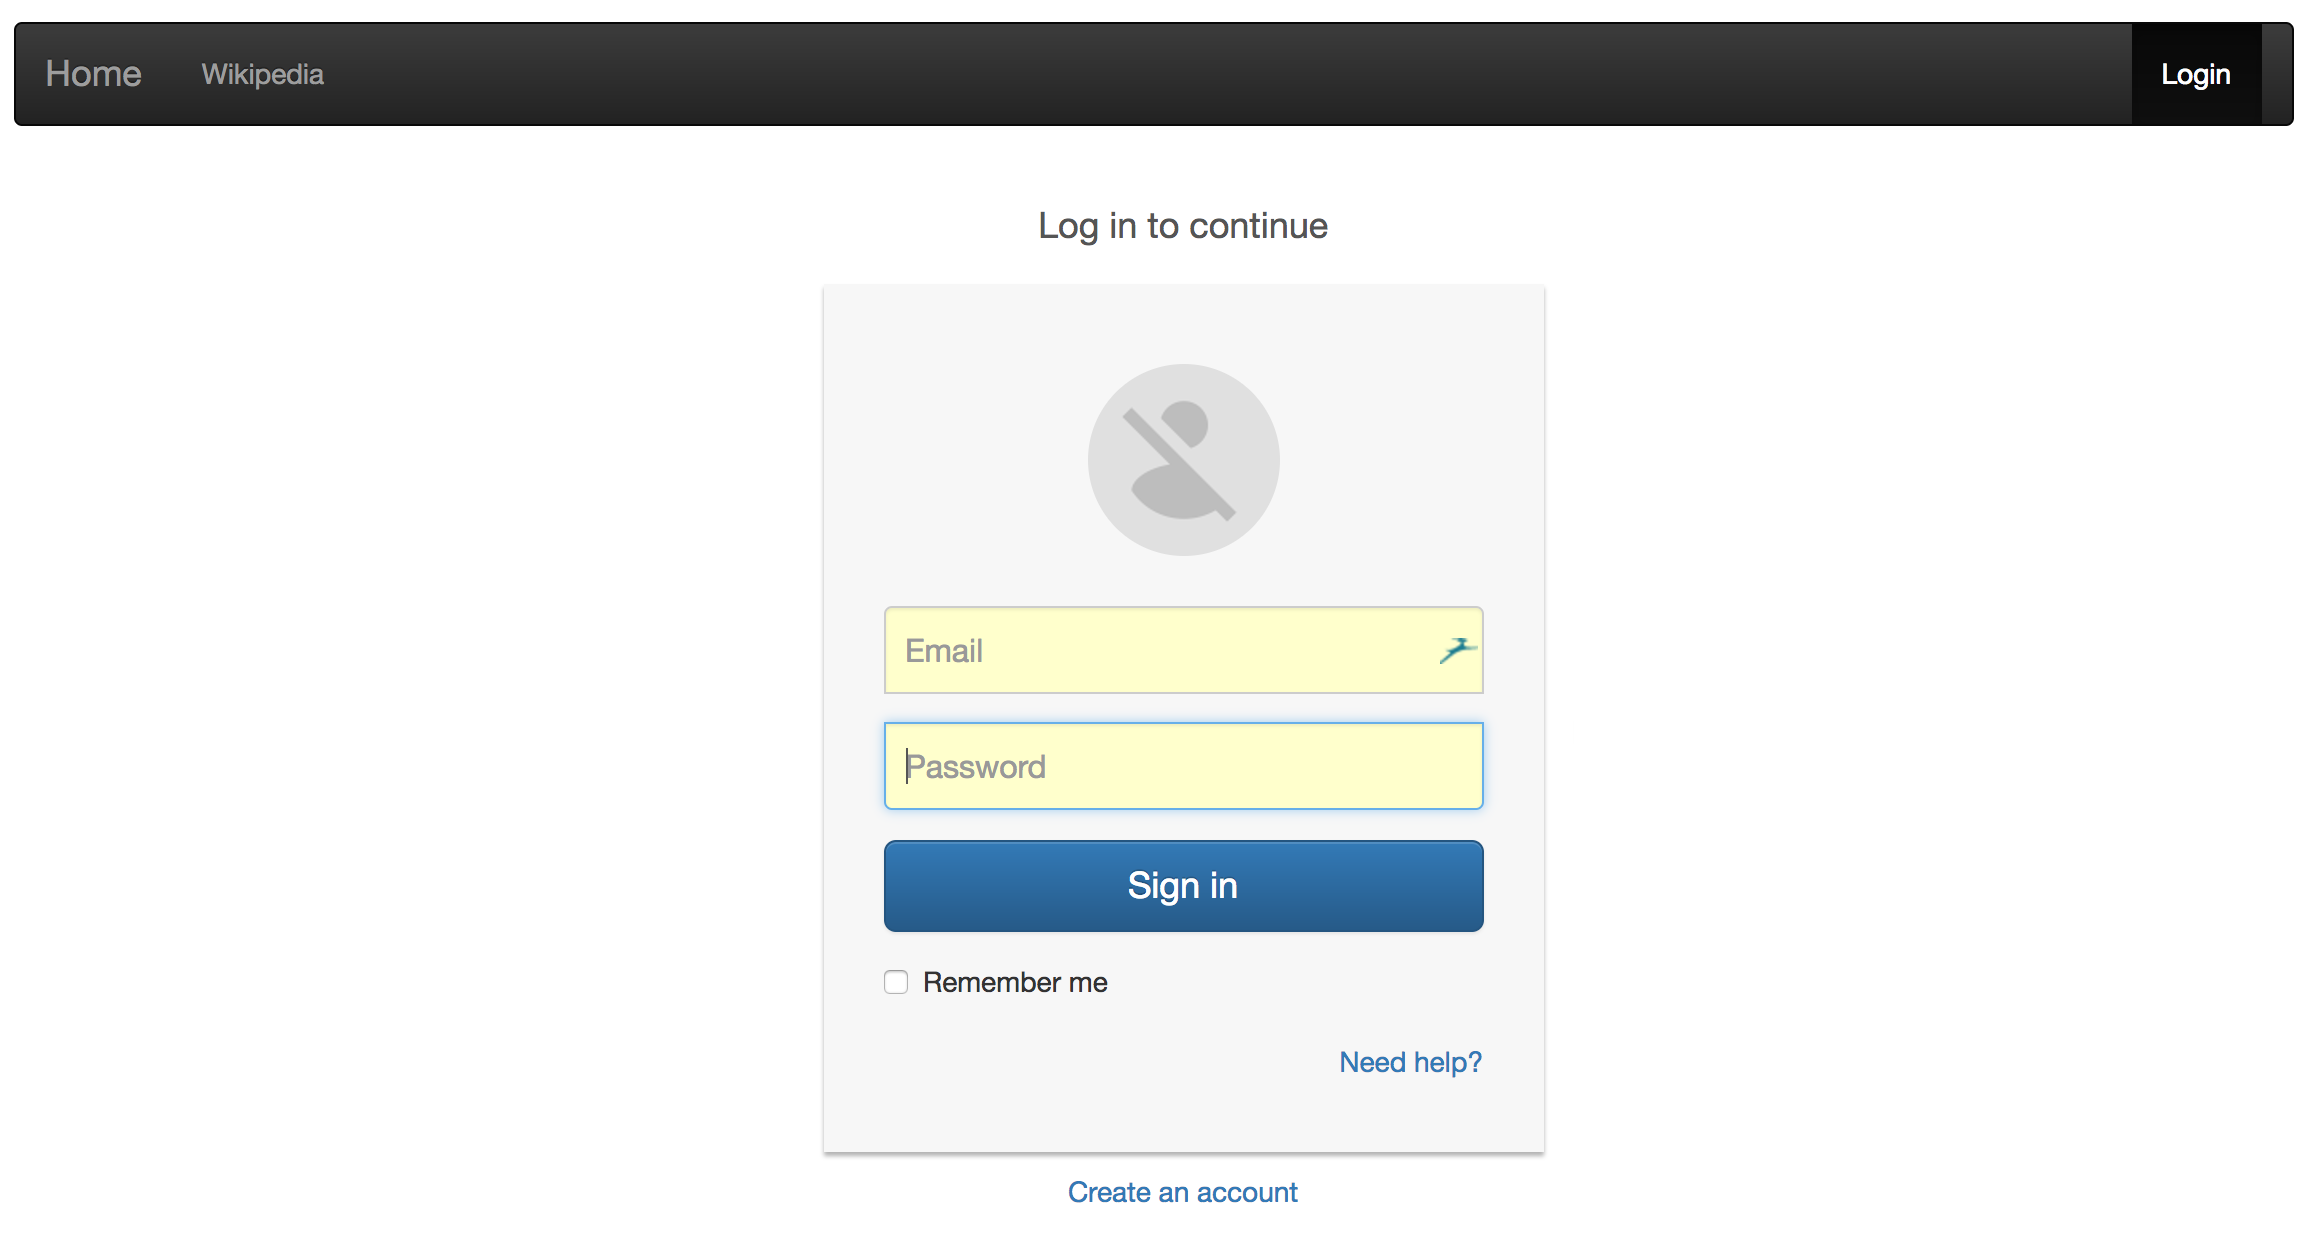 Home Wikipedia Login
Log in to continue
Email
Password
Sign in
Remember me
Need help?
Create an account